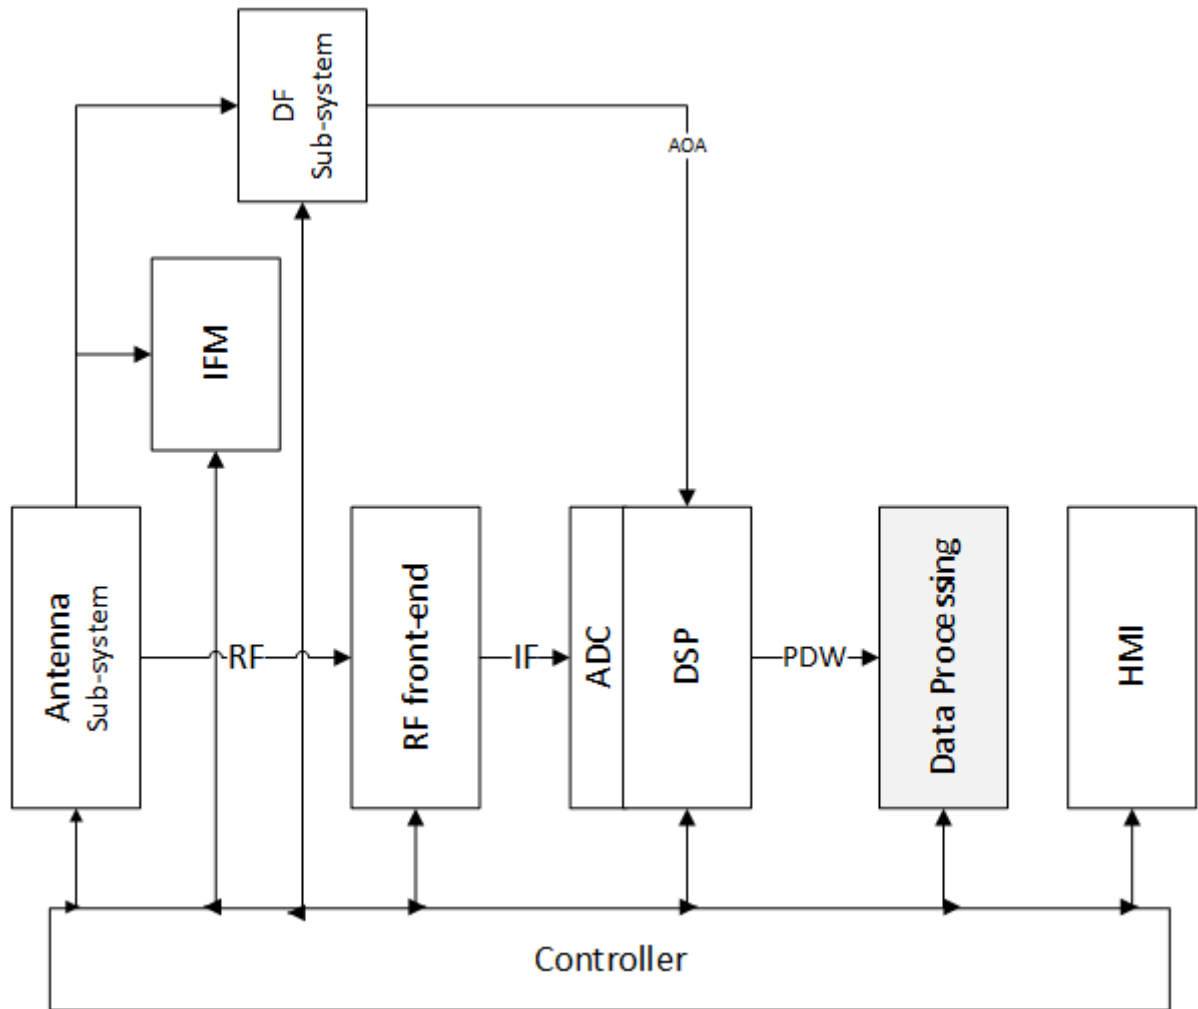 DF
Sub-system
AOA
IFM
Antenna
Sub-system
RF
RF front-end
IF
ADC
DSP
PDW
Data Processing
HMI
Controller